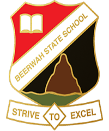 BEERWAH STATE SCHOOL
STRIVE TO EXCEL